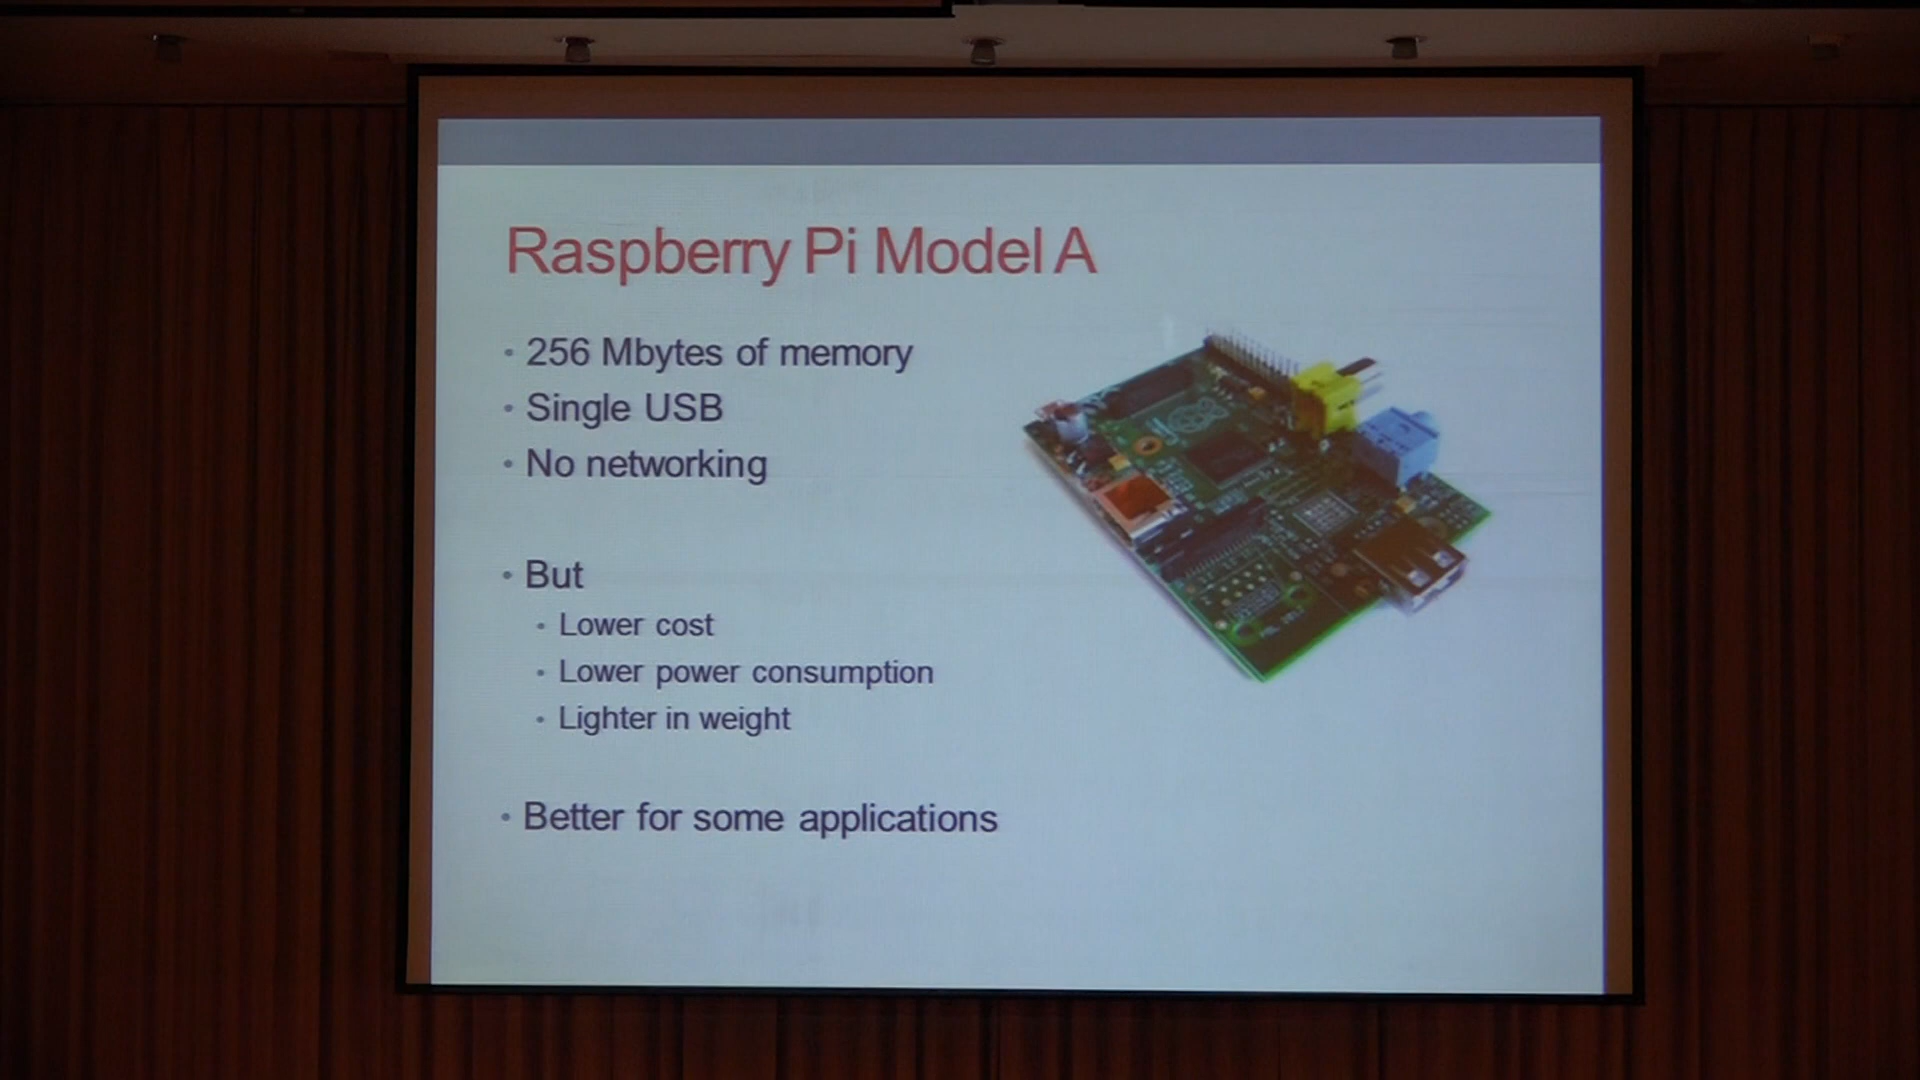 Raspberry Pi Model A
• 256 Mbytes of memory
• Single USB
• No networking
• But
• Lower cost
• Lower power consumption
• Lighter in weight
• Better for some applications